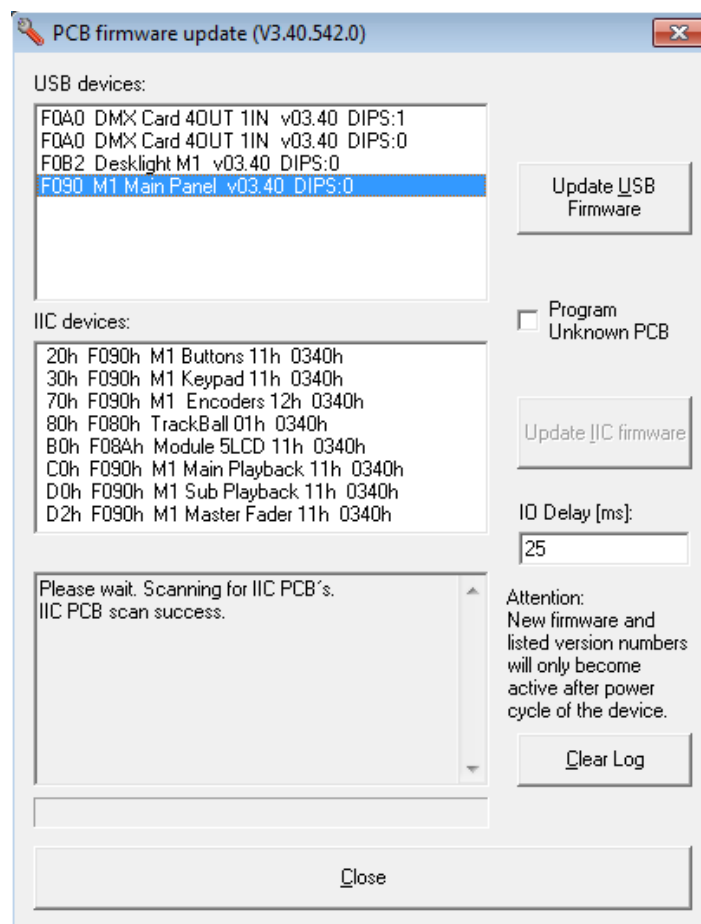 PCB firmware update (V3.40.542.0)
USB devices:
F0A0 DMX Card 4OUT 1IN v03.40 DIPS:1
F0A0 DMX Card 4OUT 1IN v03.40 DIPS:0
F0B2 Desklight M1 v03.40 DIPS:0
F090 M1 Main Panel v03.40 DIPS:0
Update USB
Firmware
Program
Unknown PCB
IIC devices:
20h F090h M1 Buttons 11h 0340h
30h F090h M1 Keypad 11h 0340h
70h F090h M1 Encoders 12h 0340h
80h F080h TrackBall 01h 0340h
B0h F08Ah Module 5LCD 11h 0340h
C0h F090h M1 Main Playback 11h 0340h
D0h F090h M1 Sub Playback 11h 0340h
D2h F090h M1 Master Fader 11h 0340h
Update IIC firmware
IO Delay [ms]:
25
Please wait. Scanning for IIC PCB´s.
IIC PCB scan success.
Attention:
New firmware and
listed version numbers
will only become
active after power
cycle of the device.
Clear Log
Close